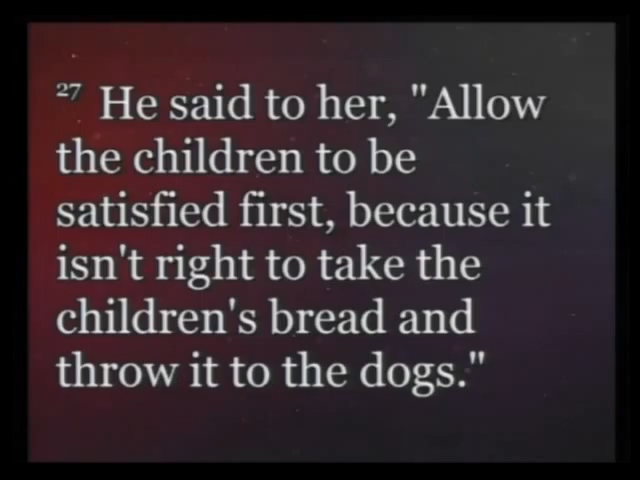 27 He said to her, "Allow
the children to be
satisfied first, because it
isn't right to take the
children's bread and
throw it to the dogs."